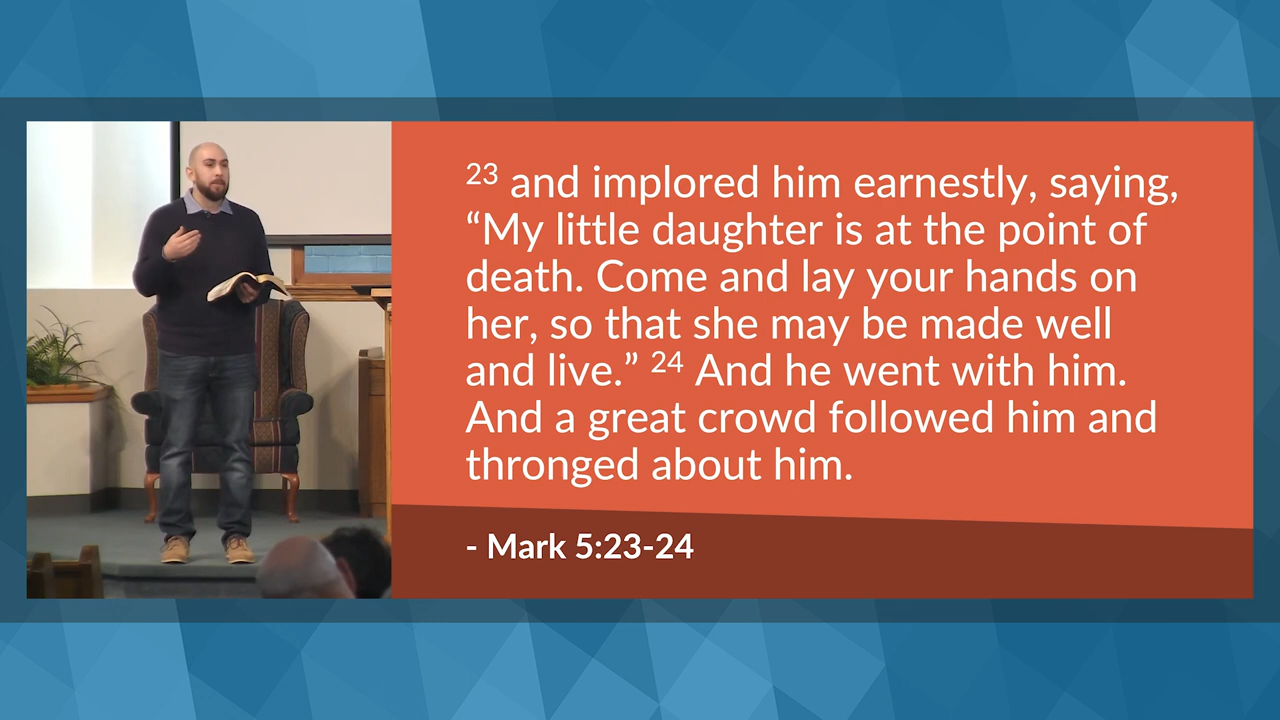 23 and implored him earnestly, saying,
“My little daughter is at the point of
death. Come and lay your hands on
her, so that she may be made well
and live.” 24 And he went with him.
And a great crowd followed him and
thronged about him.
- Mark 5:23-24